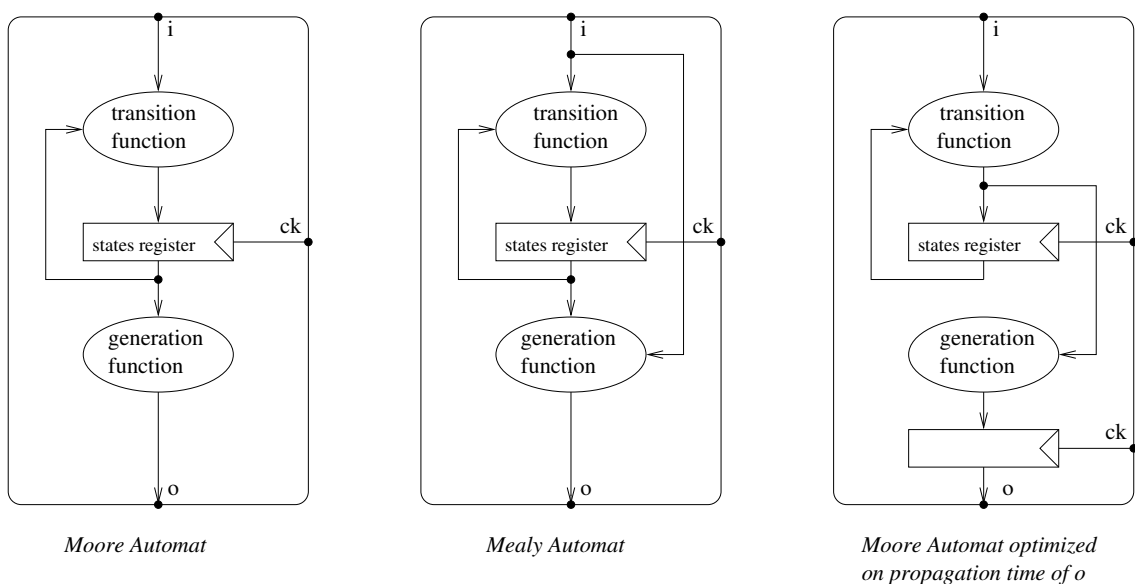 i
transition
function
ck
states register
generation
function
o
Moore Automat
i
transition
function
ck
states register
generation
function
o
Mealy Automat
i
transition
function
ck
states register
generation
function
ck
o
Moore Automat optimized
on propagation time of o